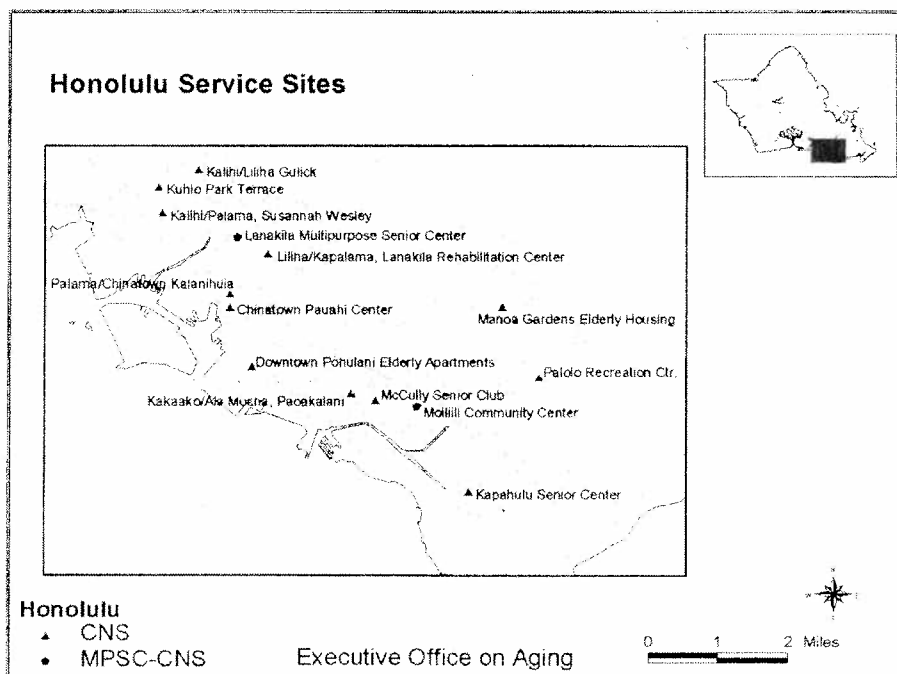 Honolulu Service Sites
Kalihi/Liliha Gulick
Kuhio Park Terrace
Kalihi/Palama, Susannah Wesley
Lanakila Multipurpose Senior Center
Liliha/Kapalama, Lanakila Rehabilitation Center
Palama/Chinatown Kalanihuia
Chinatown Pauahi Center
Manoa Gardens Elderly Housing
Downtown Pohulani Elderly Apartments
Palolo Recreation Ctr.
Kakaako/Ala Moana, Paoakalani
McCully Senior Club
Moiliili Community Center
Kapahulu Senior Center
Honolulu
CNS
MPSC-CNS
Executive Office on Aging
0 1 2 Miles
N
W E
S